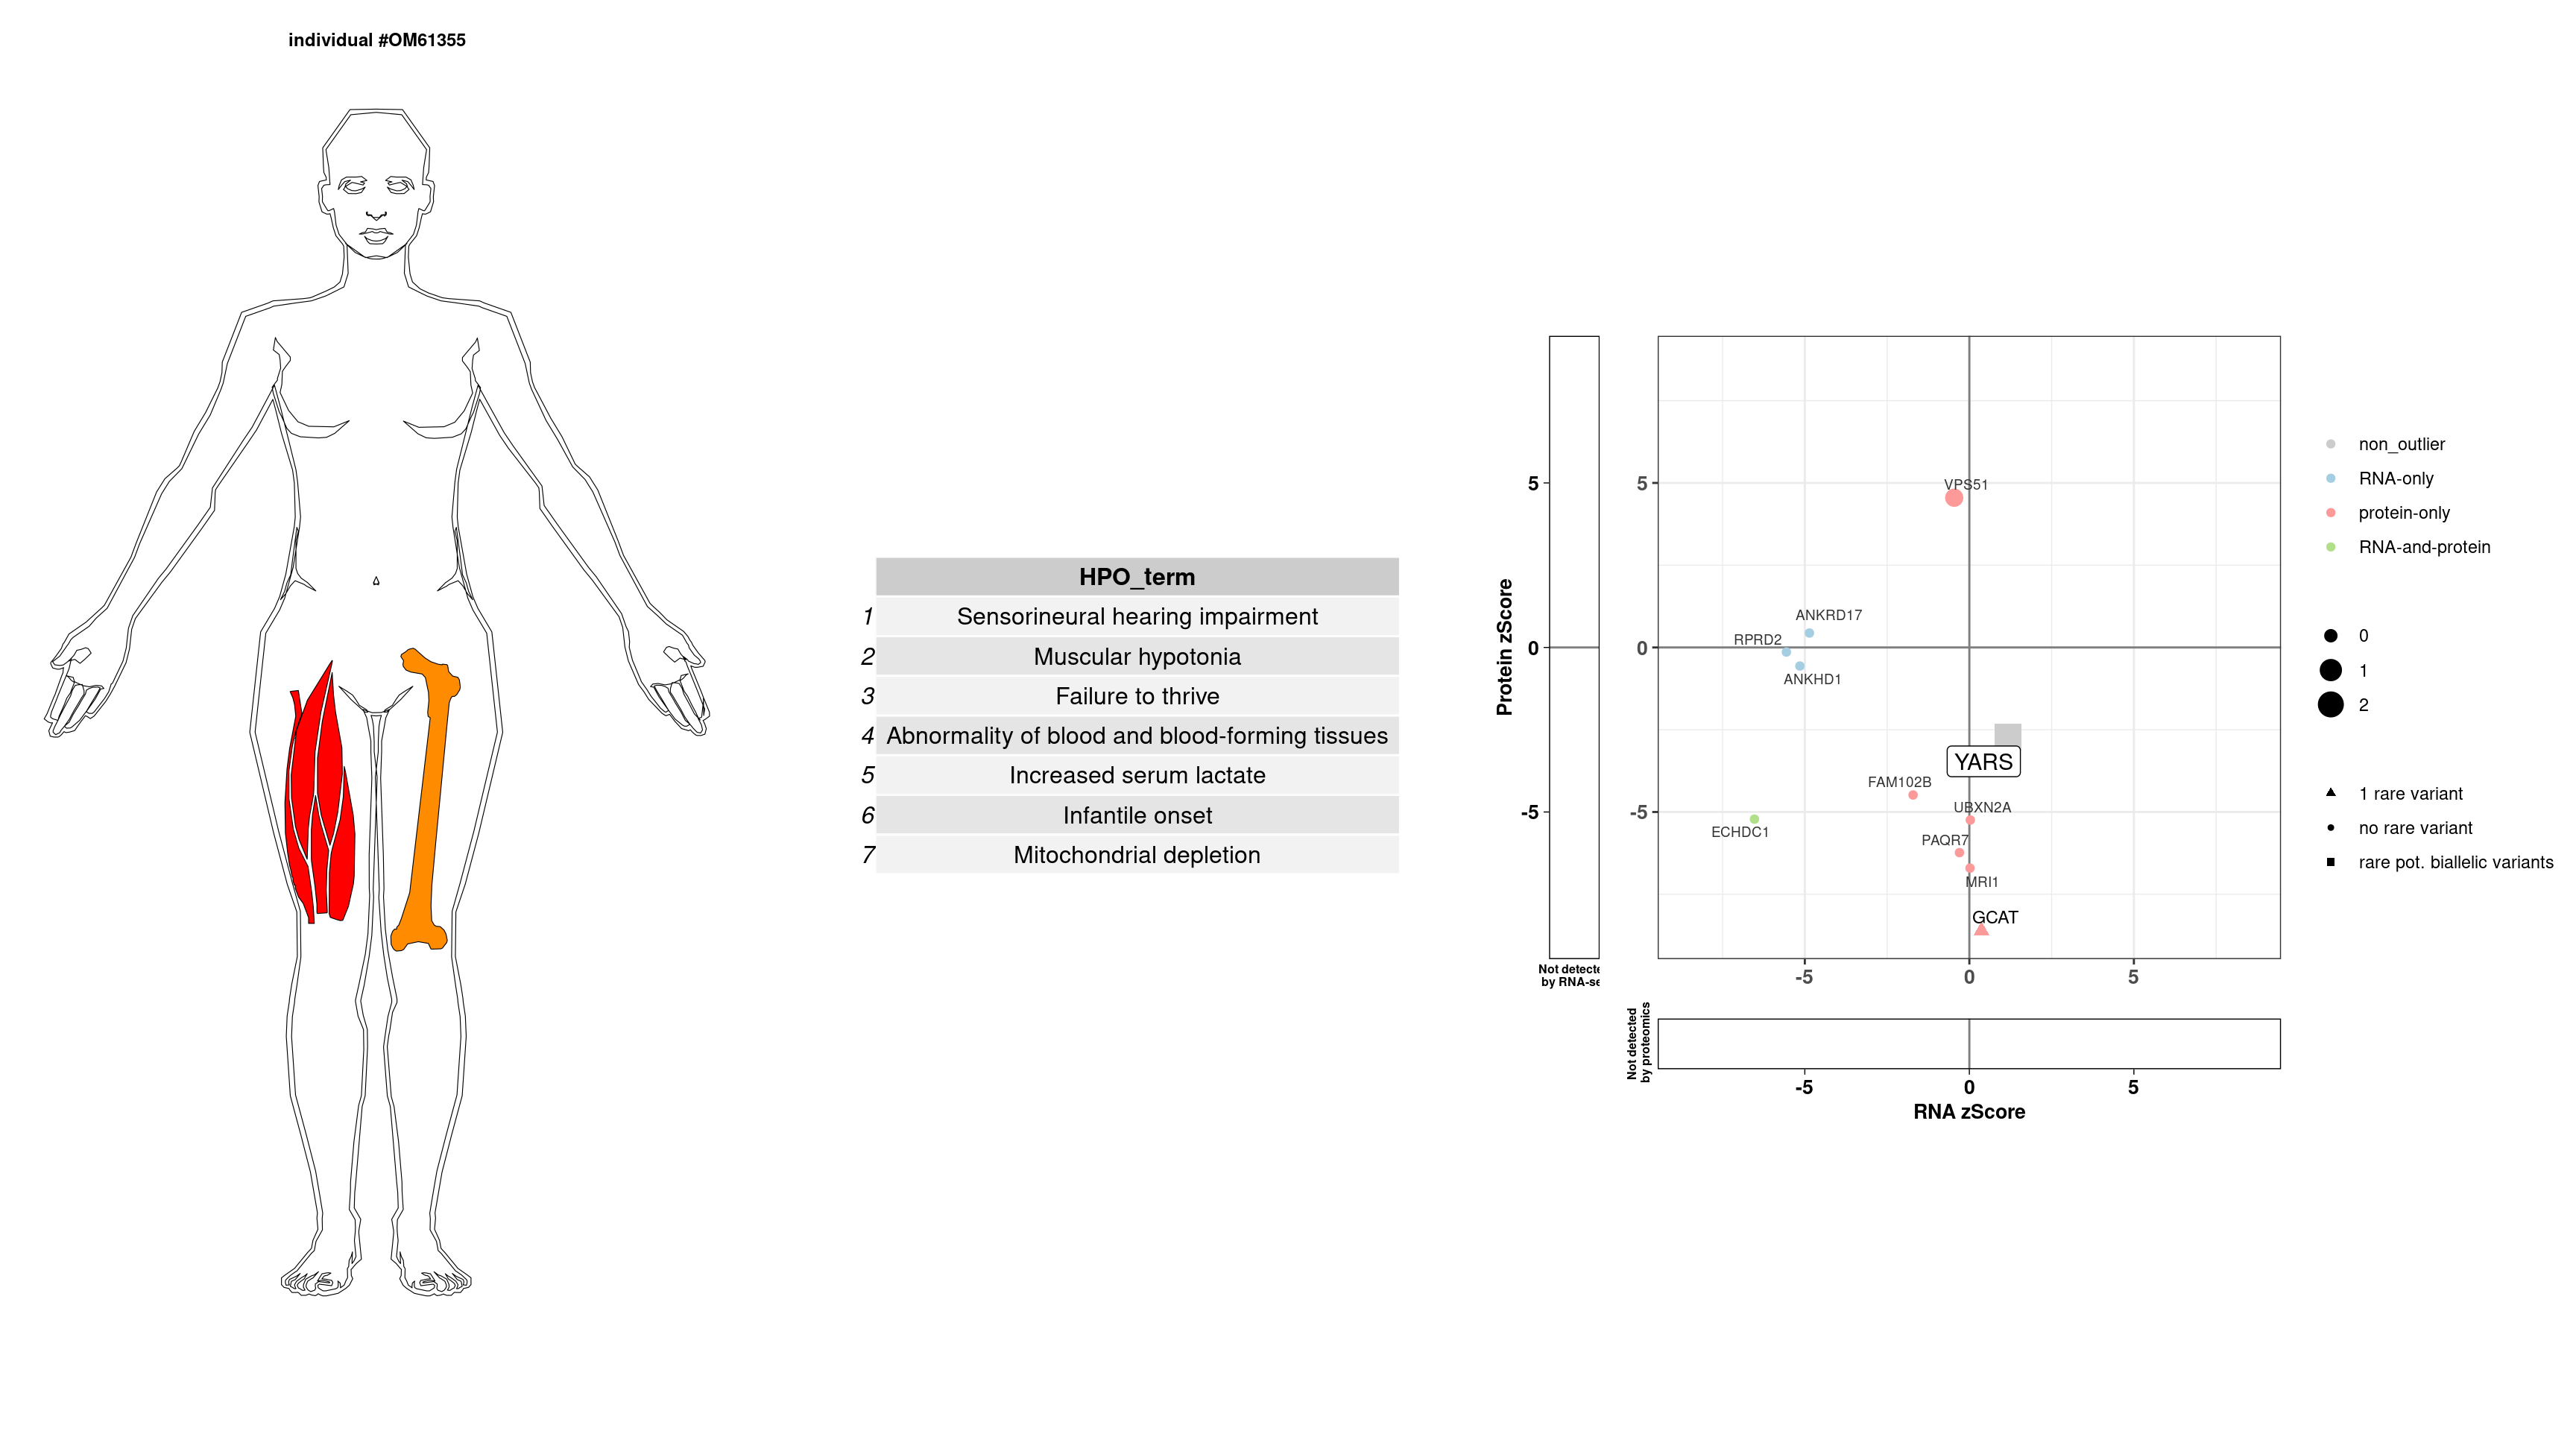 individual #OM61355
HPO_term
1 Sensorineural hearing impairment
2 Muscular hypotonia
3 Failure to thrive
4 Abnormality of blood and blood-forming tissues
5 Increased serum lactate
6 Infantile onset
7 Mitochondrial depletion
Protein zScore
5
0
-5
Not detecte
by RNA-se
5
0
-5
VPS51
ANKRD17
RPRD2
ANKHD1
YARS
FAM102B
UBXN2A
ECHDC1
PAQR7
MRI1
GCAT
-5 0 5
Not detected
by proteomics
-5 0 5
RNA zScore
non_outlier
RNA-only
protein-only
RNA-and-protein
0
1
2
1 rare variant
no rare variant
rare pot. biallelic variants